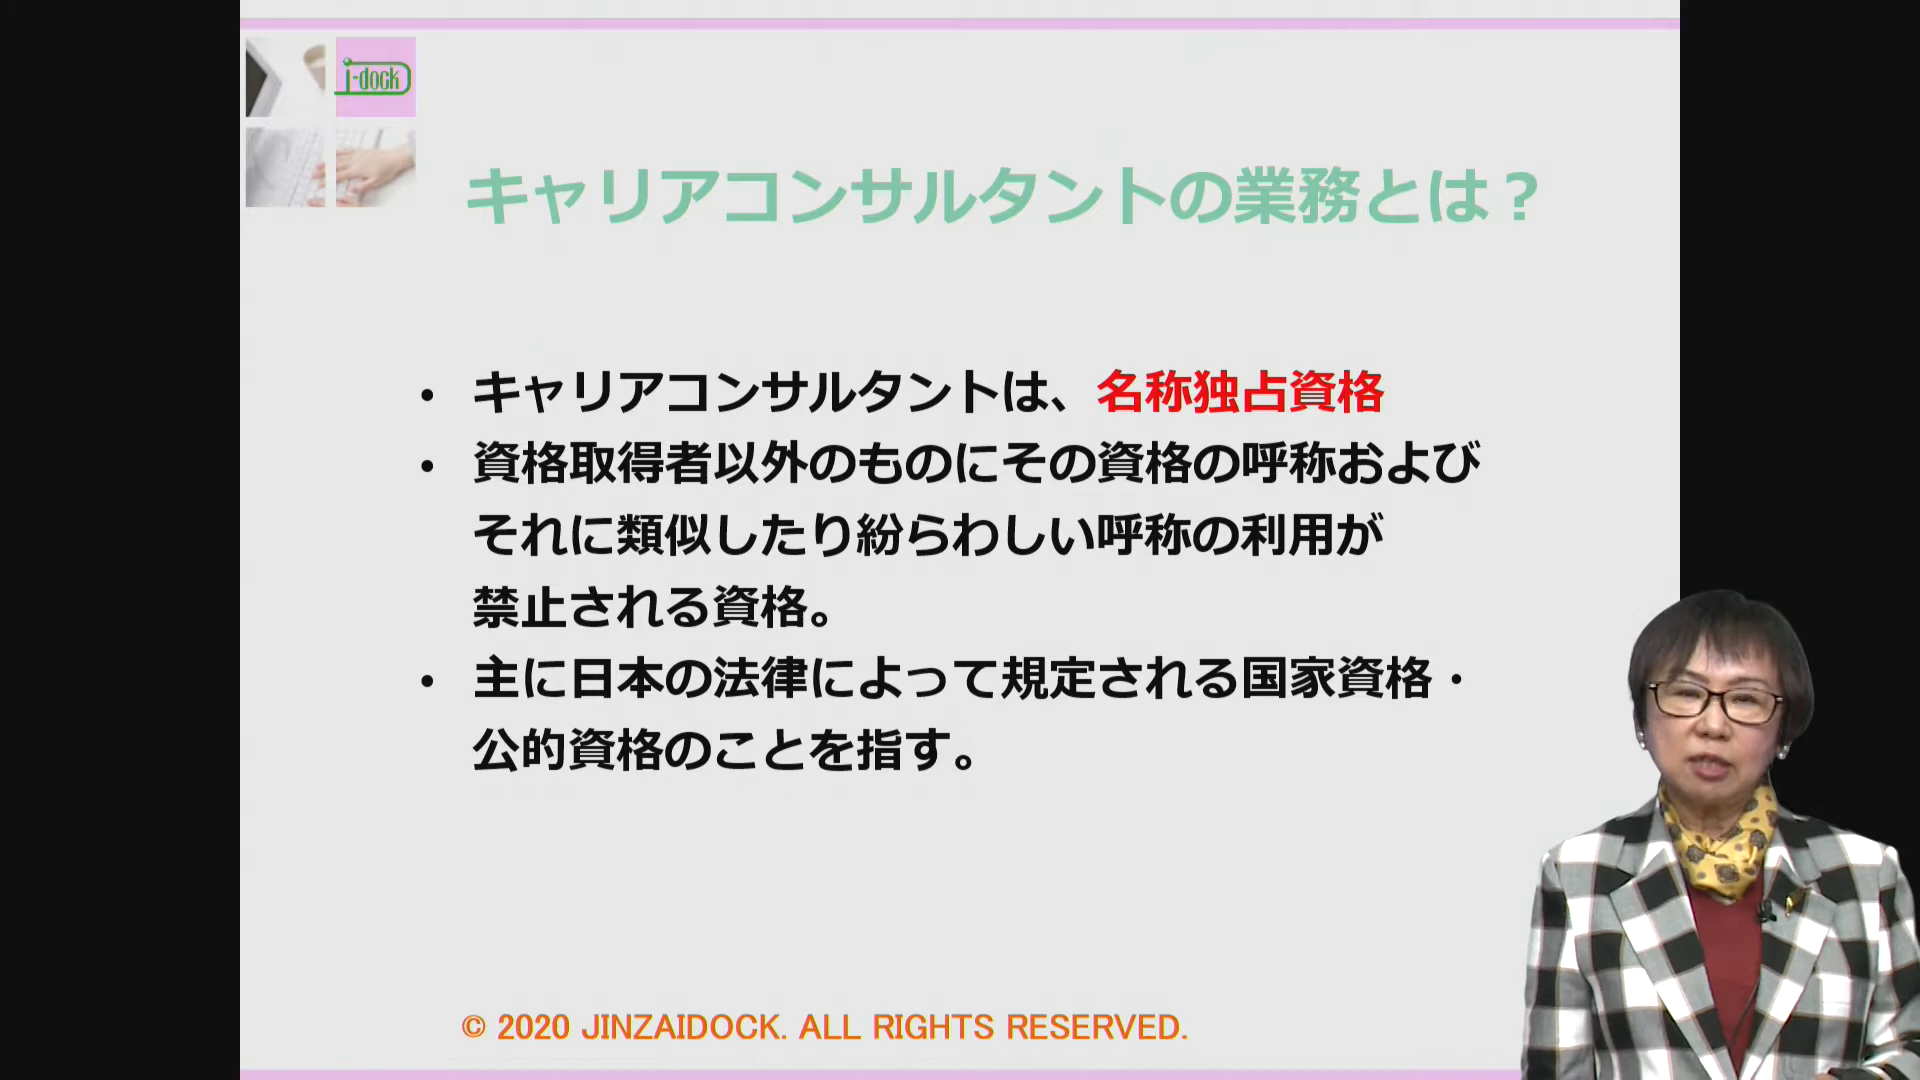 i-dock
キャリアコンサルタントの業務とは？
• キャリアコンサルタントは、名称独占資格
• 資格取得者以外のものにその資格の呼称および
それに類似したり紛らわしい呼称の利用が
禁止される資格。
• 主に日本の法律によって規定される国家資格・
公的資格のことを指す。
© 2020 JINZAIDOCK. ALL RIGHTS RESERVED.